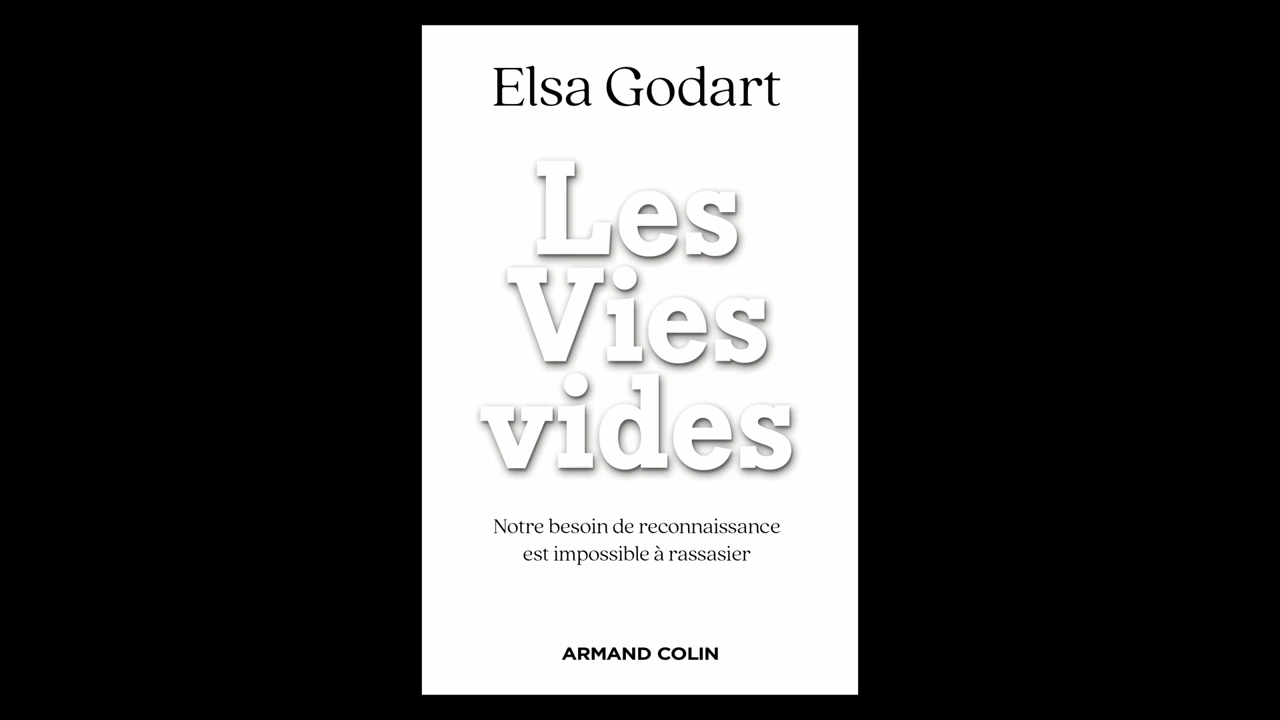 Elsa Godart
Les
Vies
vides
Notre besoin de reconnaissance
est impossible à rassasier
ARMAND COLIN